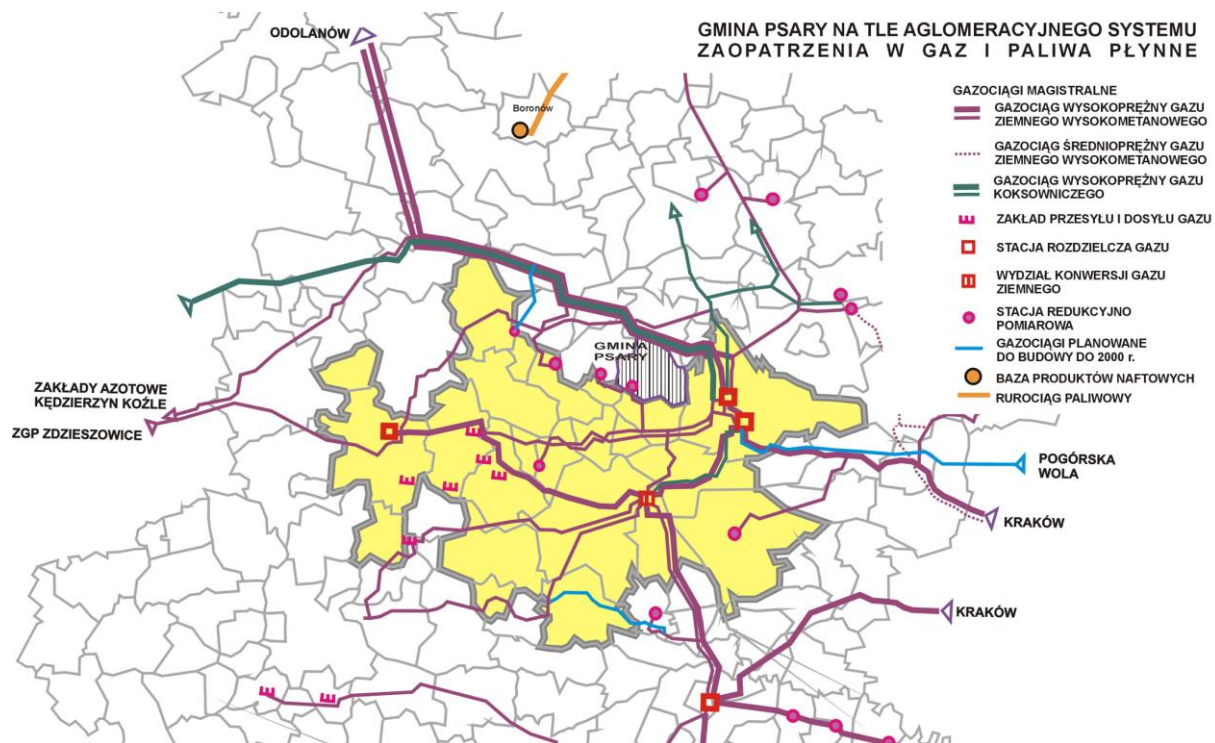 GMINA PSARY NA TLE AGLOMERACYJNEGO SYSTEMU
ZAOPATRZENIA W GAZ I PALIWA PŁYNNE
ODOLANÓW
Boronów
GMINA
PSARY
ZAKŁADY AZOTOWE
KĘDZIERZYN KOŹLE
ZGP ZDZIESZOWICE
POGÓRSKA
WOLA
KRAKÓW
KRAKÓW
GAZOCIĄGI MAGISTRALNE
GAZOCIĄG WYSOKOPRĘŻNY GAZU
ZIEMNEGO WYSOKOMETANOWEGO
GAZOCIĄG ŚREDNIOPRĘŻNY GAZU
ZIEMNEGO WYSOKOMETANOWEGO
GAZOCIĄG WYSOKOPRĘŻNY GAZU
KOKSOWNICZEGO
ZAKŁAD PRZESYŁU I DOSYŁU GAZU
STACJA ROZDZIELCZA GAZU
WYDZIAŁ KONWERSJI GAZU
ZIEMNEGO
STACJA REDUKCYJNO
POMIAROWA
GAZOCIĄGI PLANOWANE
DO BUDOWY DO 2000 r.
BAZA PRODUKTÓW NAFTOWYCH
RUROCIĄG PALIWOWY